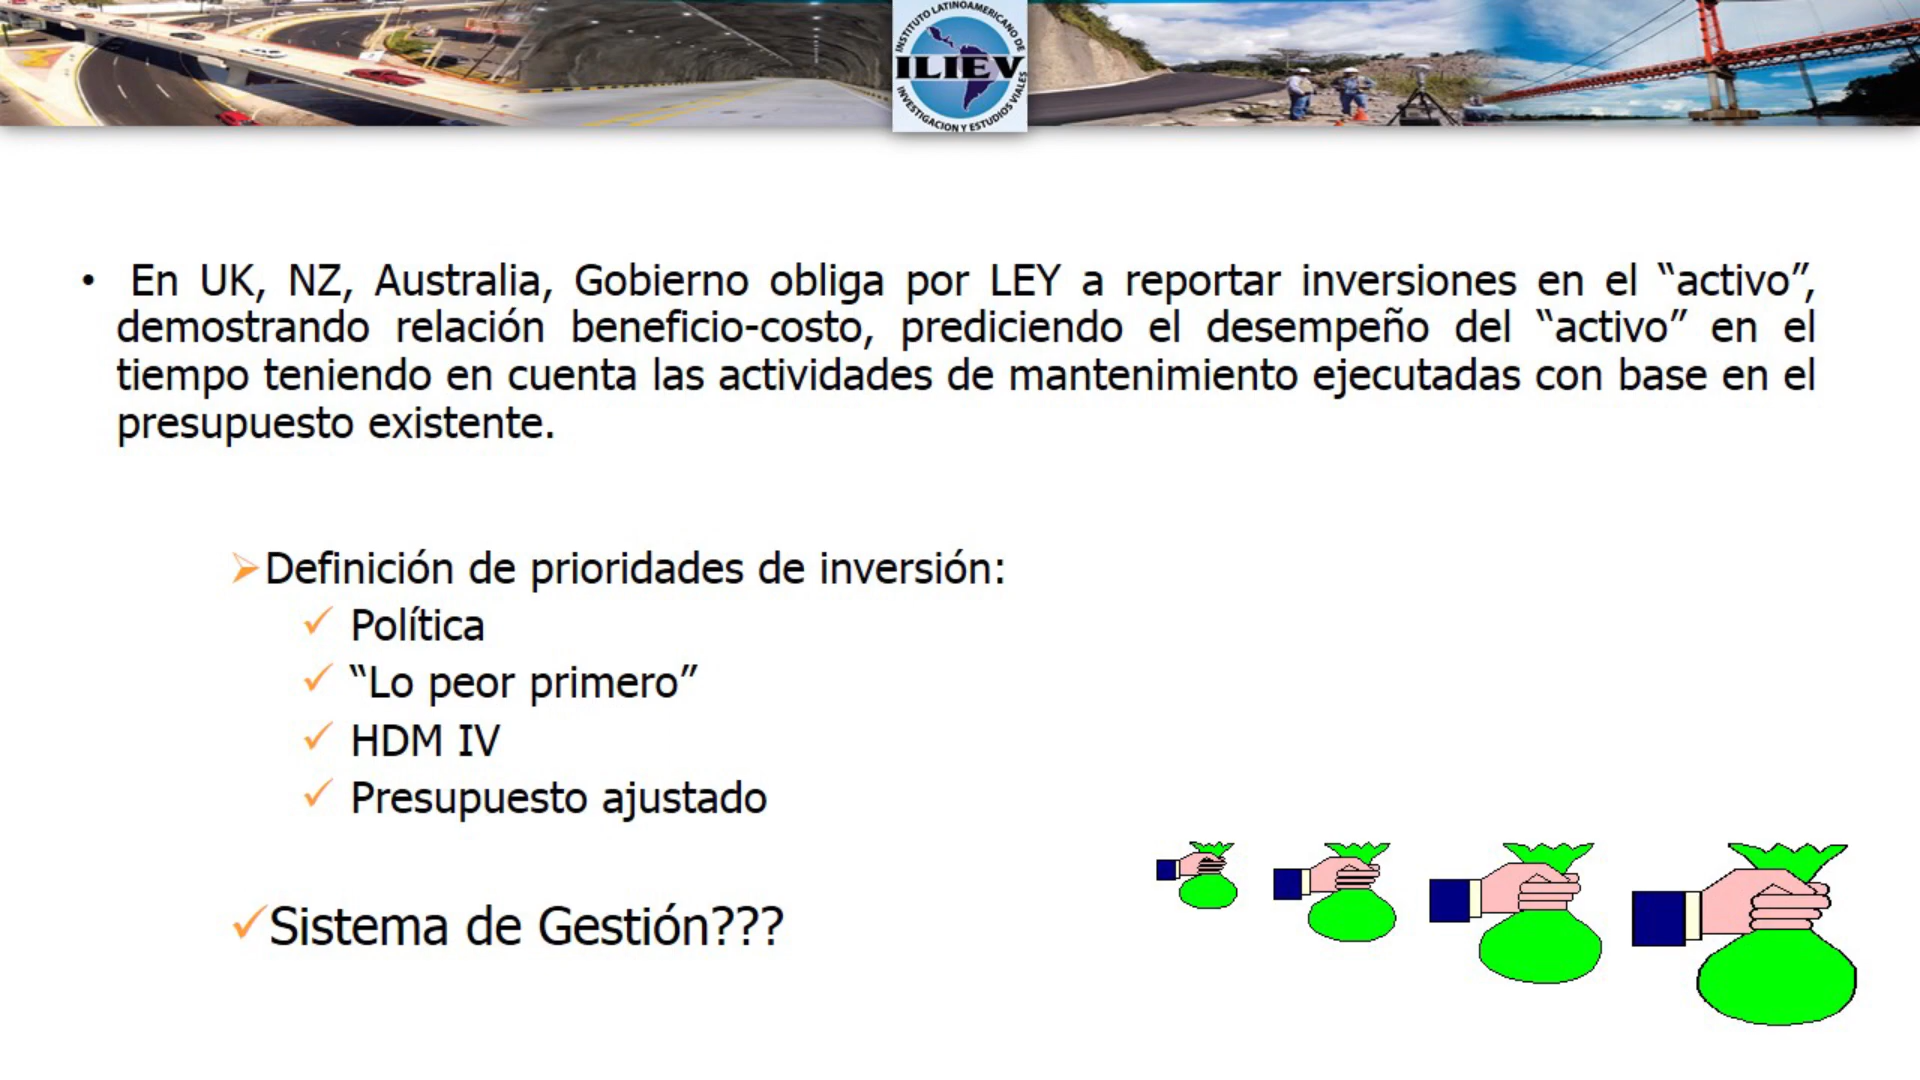 INSTITUTO LATINOAMERICANO DE
ILIEV
INVESTIGACION Y ESTUDIOS VIALES
• En UK, NZ, Australia, Gobierno obliga por LEY a reportar inversiones en el “activo”,
demostrando relación beneficio-costo, prediciendo el desempeño del “activo” en el
tiempo teniendo en cuenta las actividades de mantenimiento ejecutadas con base en el
presupuesto existente.
➢Definición de prioridades de inversión:
✓ Política
✓ “Lo peor primero”
✓ HDM IV
✓ Presupuesto ajustado
✓Sistema de Gestión???